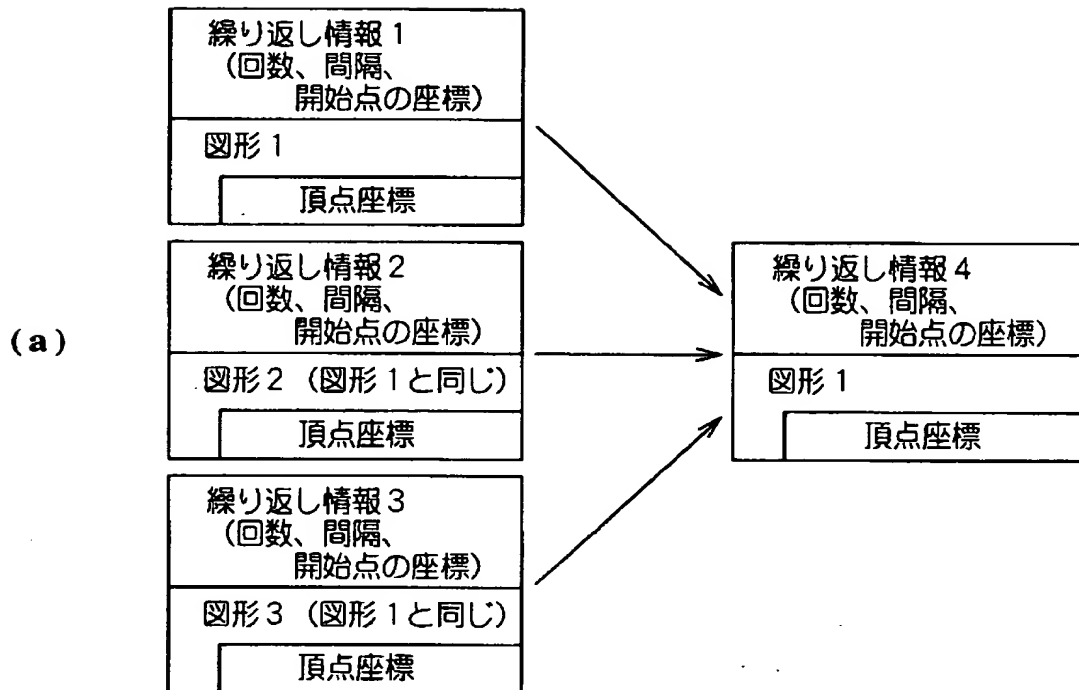 繰り返し情報1
(回数、間隔、
開始点の座標)
図形1
頂点座標
(a)
繰り返し情報2
(回数、間隔、
開始点の座標)
図形2 (図形1と同じ)
頂点座標
繰り返し情報3
(回数、間隔、
開始点の座標)
図形3 (図形1と同じ)
頂点座標
繰り返し情報4
(回数、間隔、
開始点の座標)
図形1
頂点座標